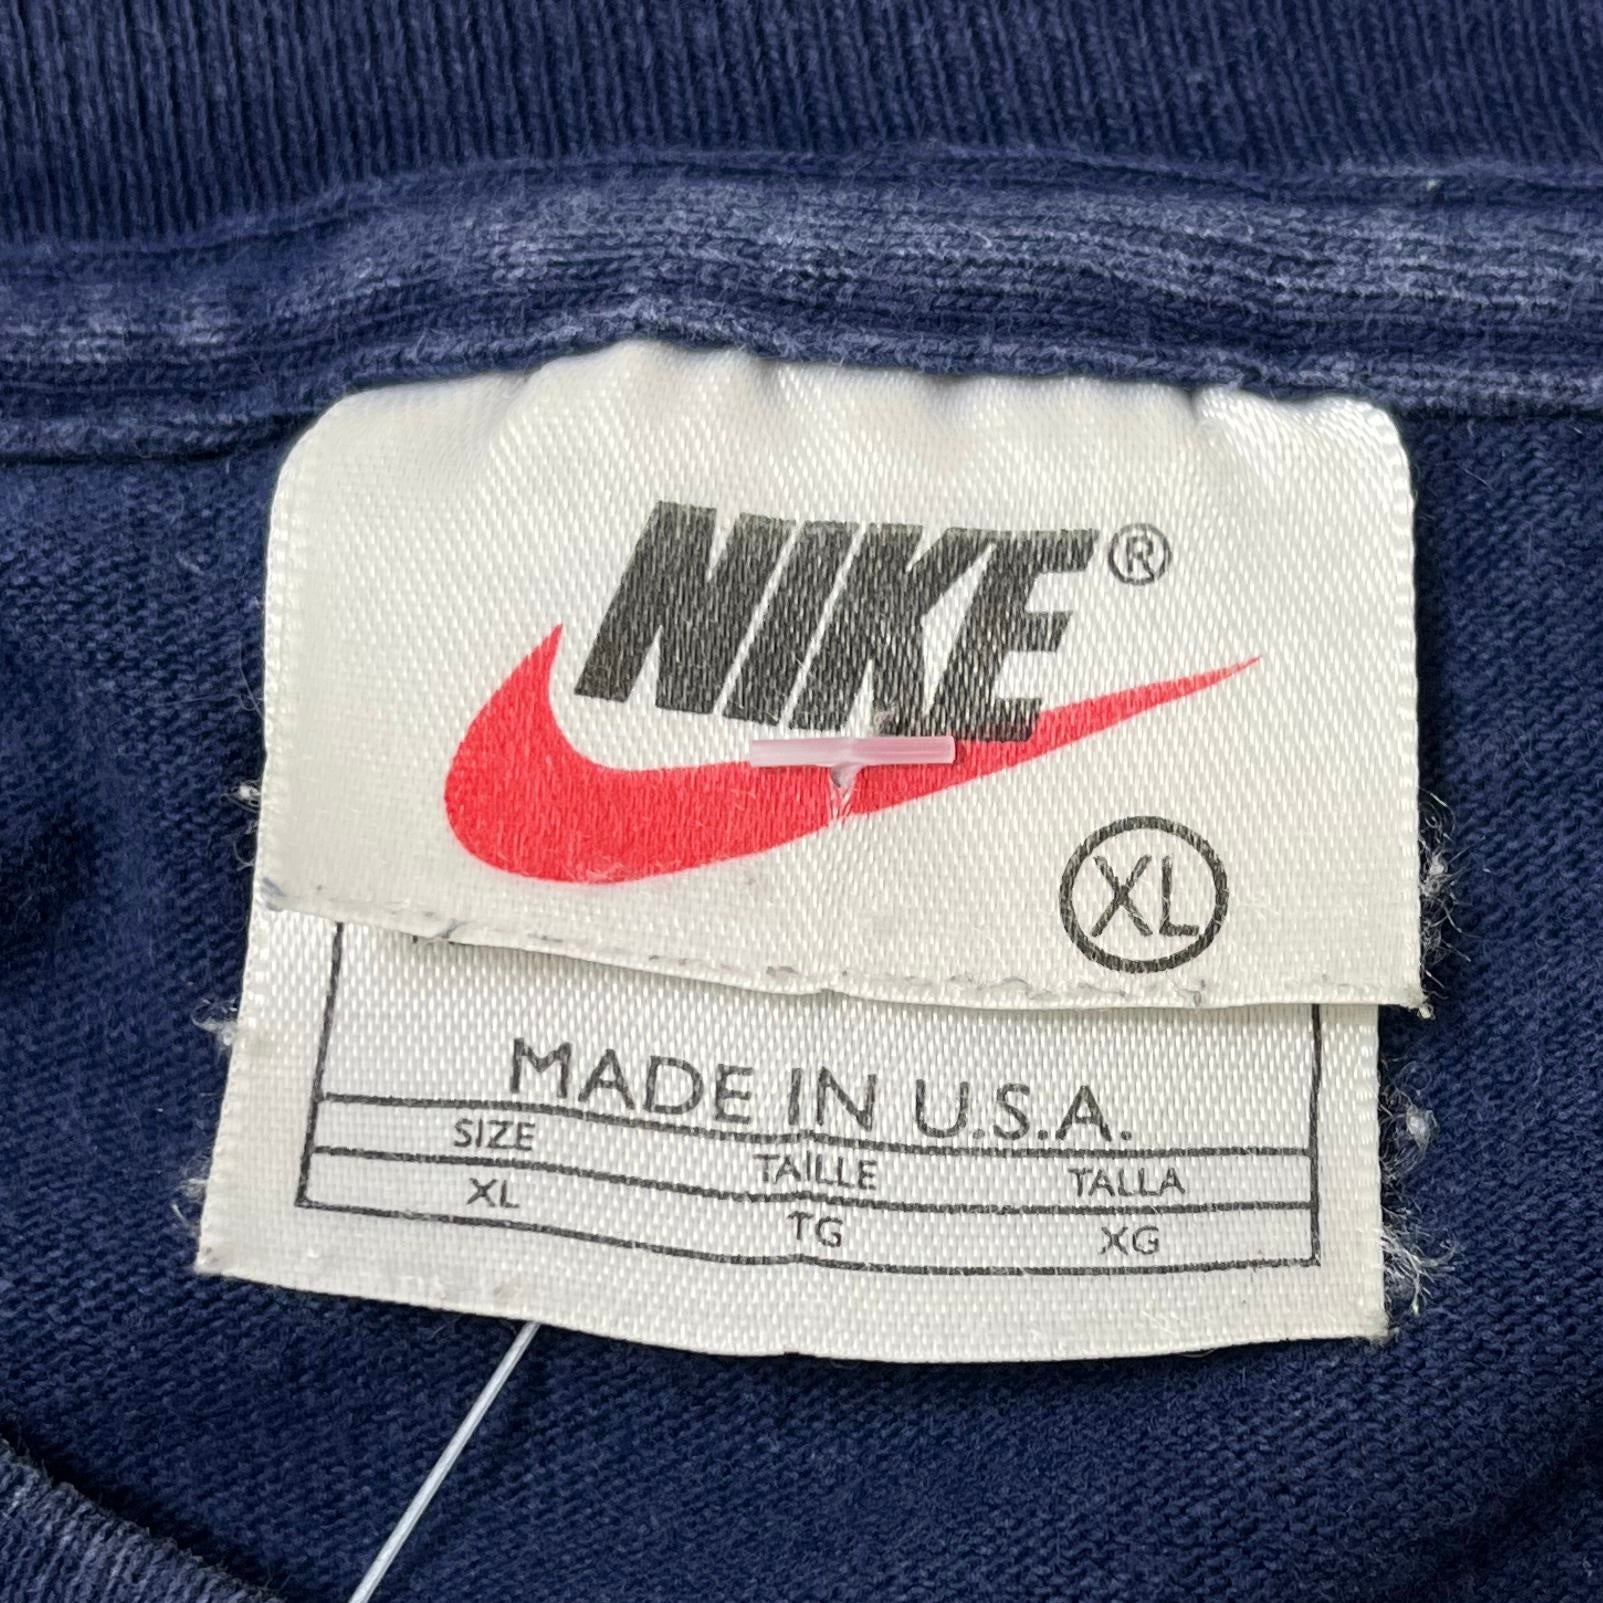 NIKE®
XL
MADE IN U.S.A.
SIZE TAILLE TALLA
XL TG XG